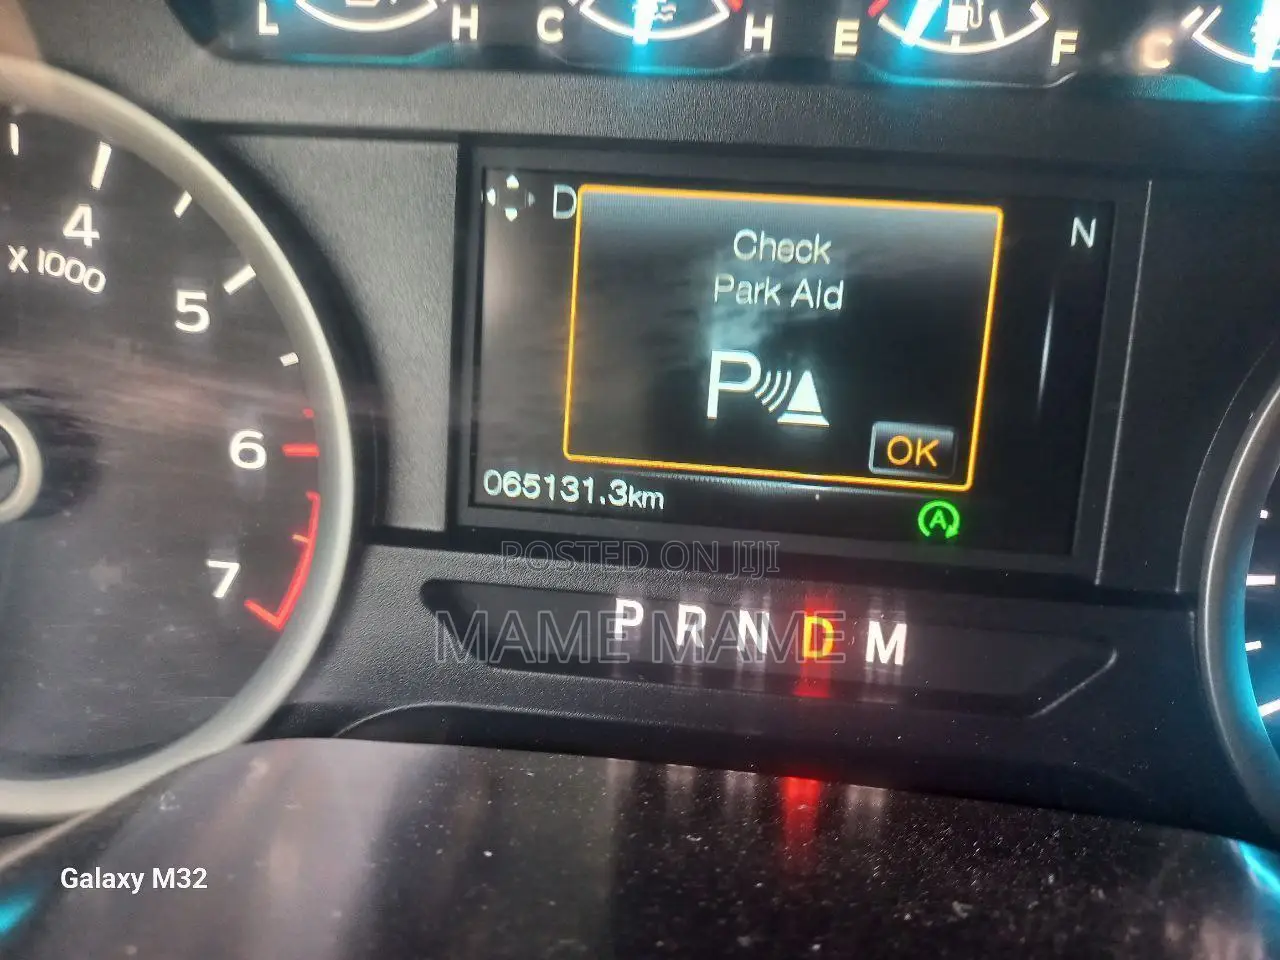 L H C H E F C
4
X 1000
5
6
7
D
N
Check
Park Aid
P
OK
065131.3km
A
POSTED ON JIJI
MAME MAME
P R N D M
Galaxy M32